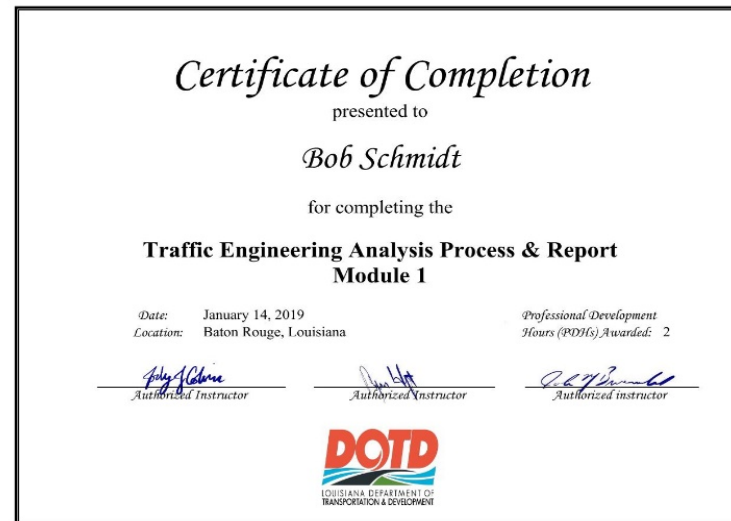 Certificate of Completion
presented to
Bob Schmidt
for completing the
Traffic Engineering Analysis Process & Report
Module 1
Date: January 14, 2019
Location: Baton Rouge, Louisiana
Professional Development
Hours (PDHs) Awarded: 2
Authorized Instructor
Authorized Instructor
Authorized instructor
DOTD
LOUISIANA DEPARTMENT OF
TRANSPORTATION & DEVELOPMENT